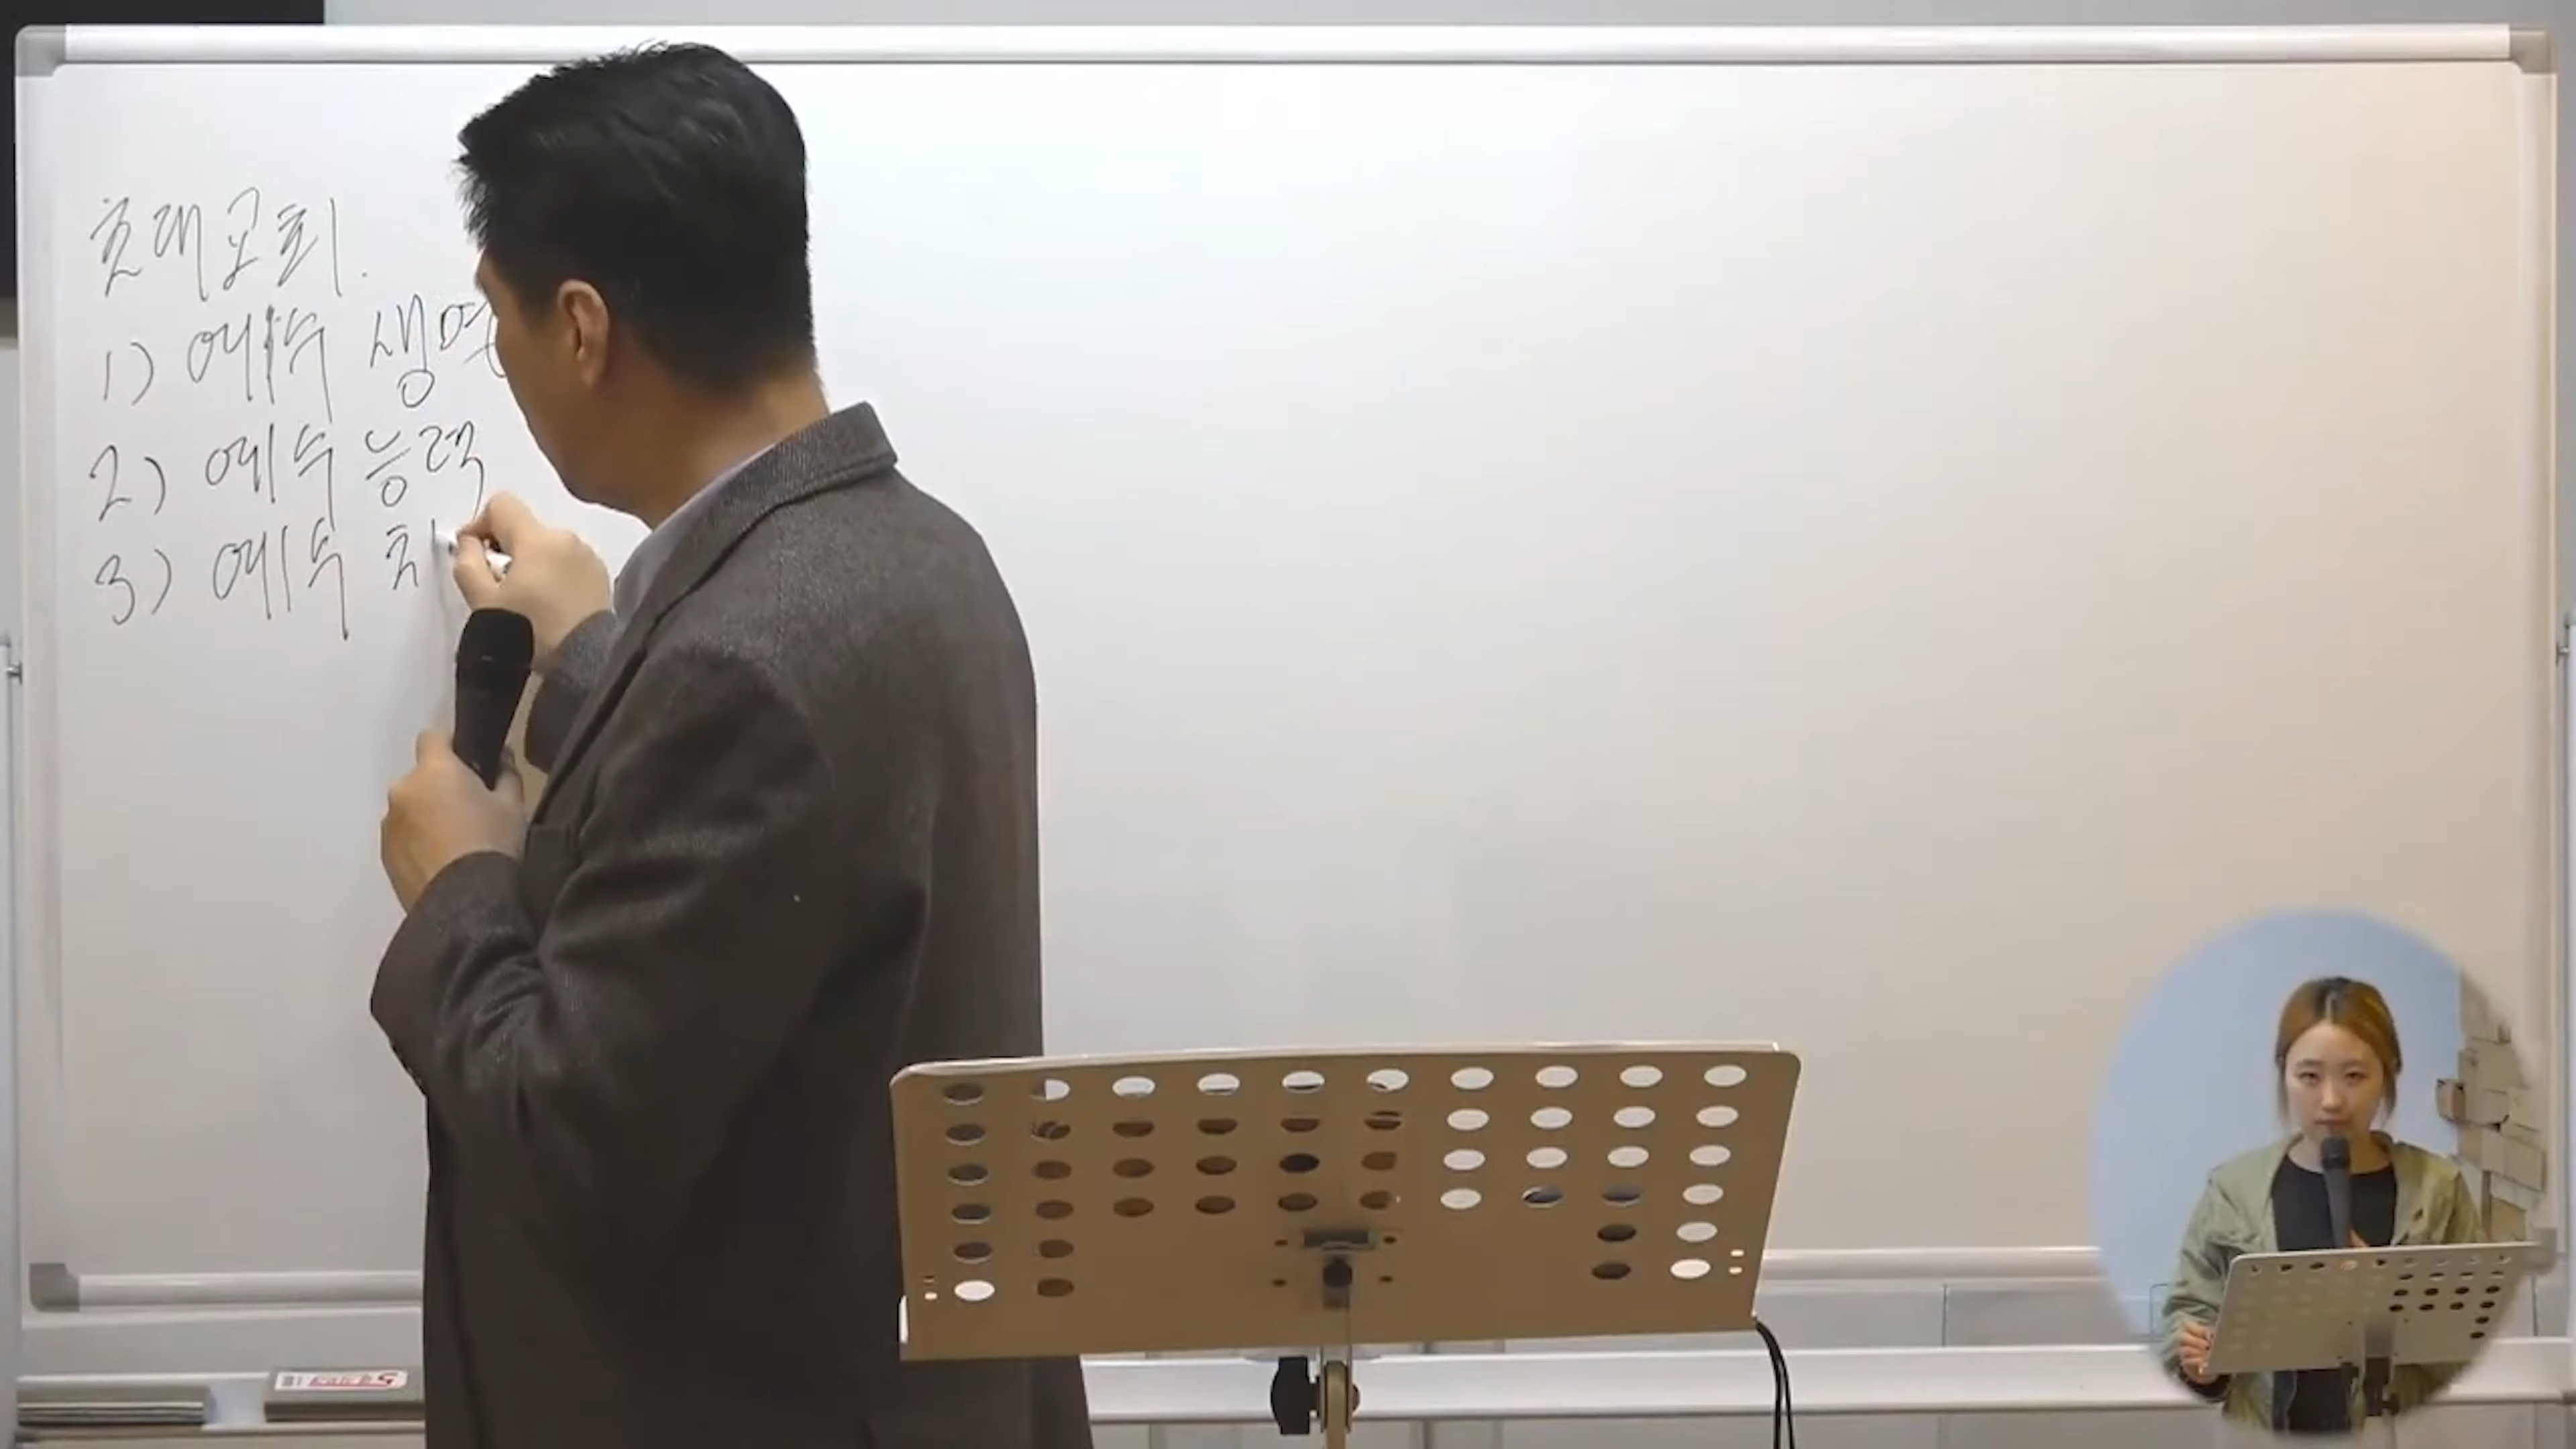 초대교회.
1) 예수 생명
2) 예수 능력
3) 예수